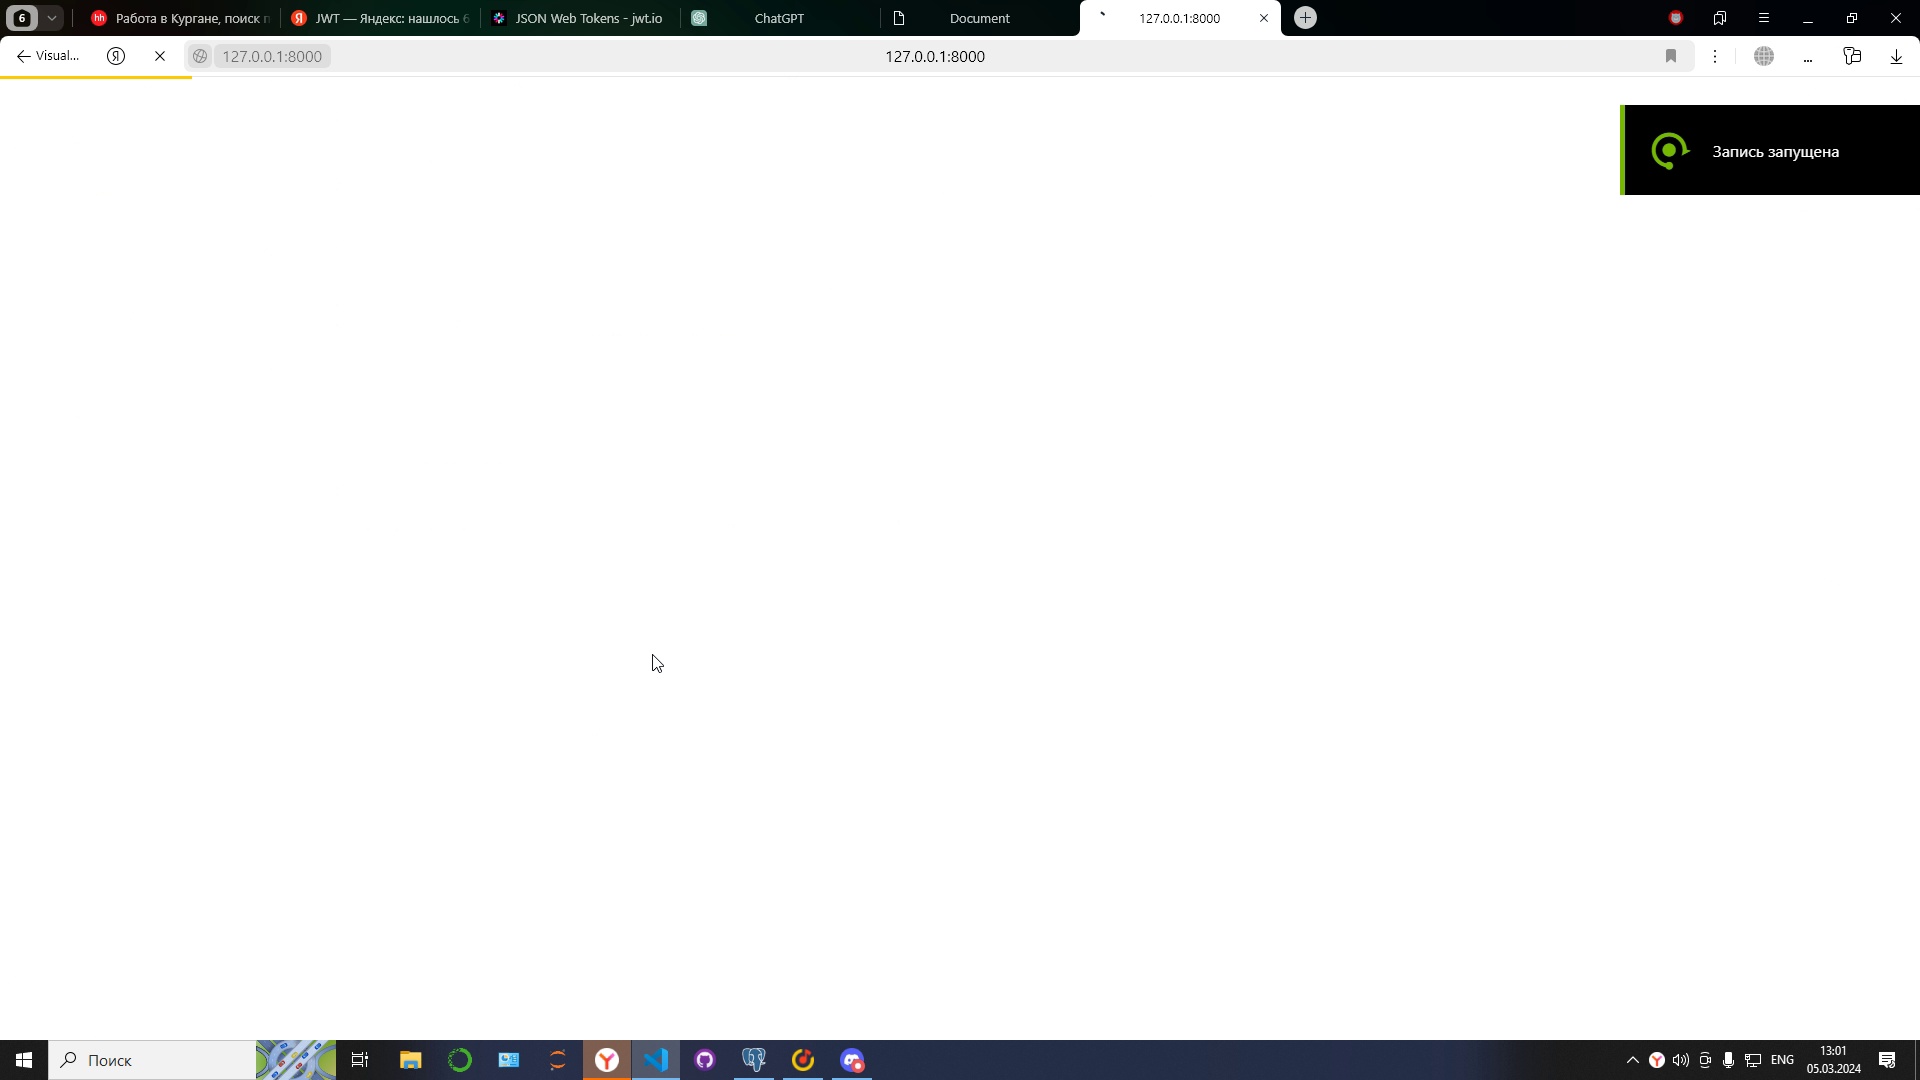 6
hh Работа в Кургане, поиск п
Я JWT — Яндекс: нашлось 6
JSON Web Tokens - jwt.io
ChatGPT
Document
127.0.0.1:8000
Visual...
Я
127.0.0.1:8000
127.0.0.1:8000
...
Запись запущена
Поиск
ENG
13:01
05.03.2024